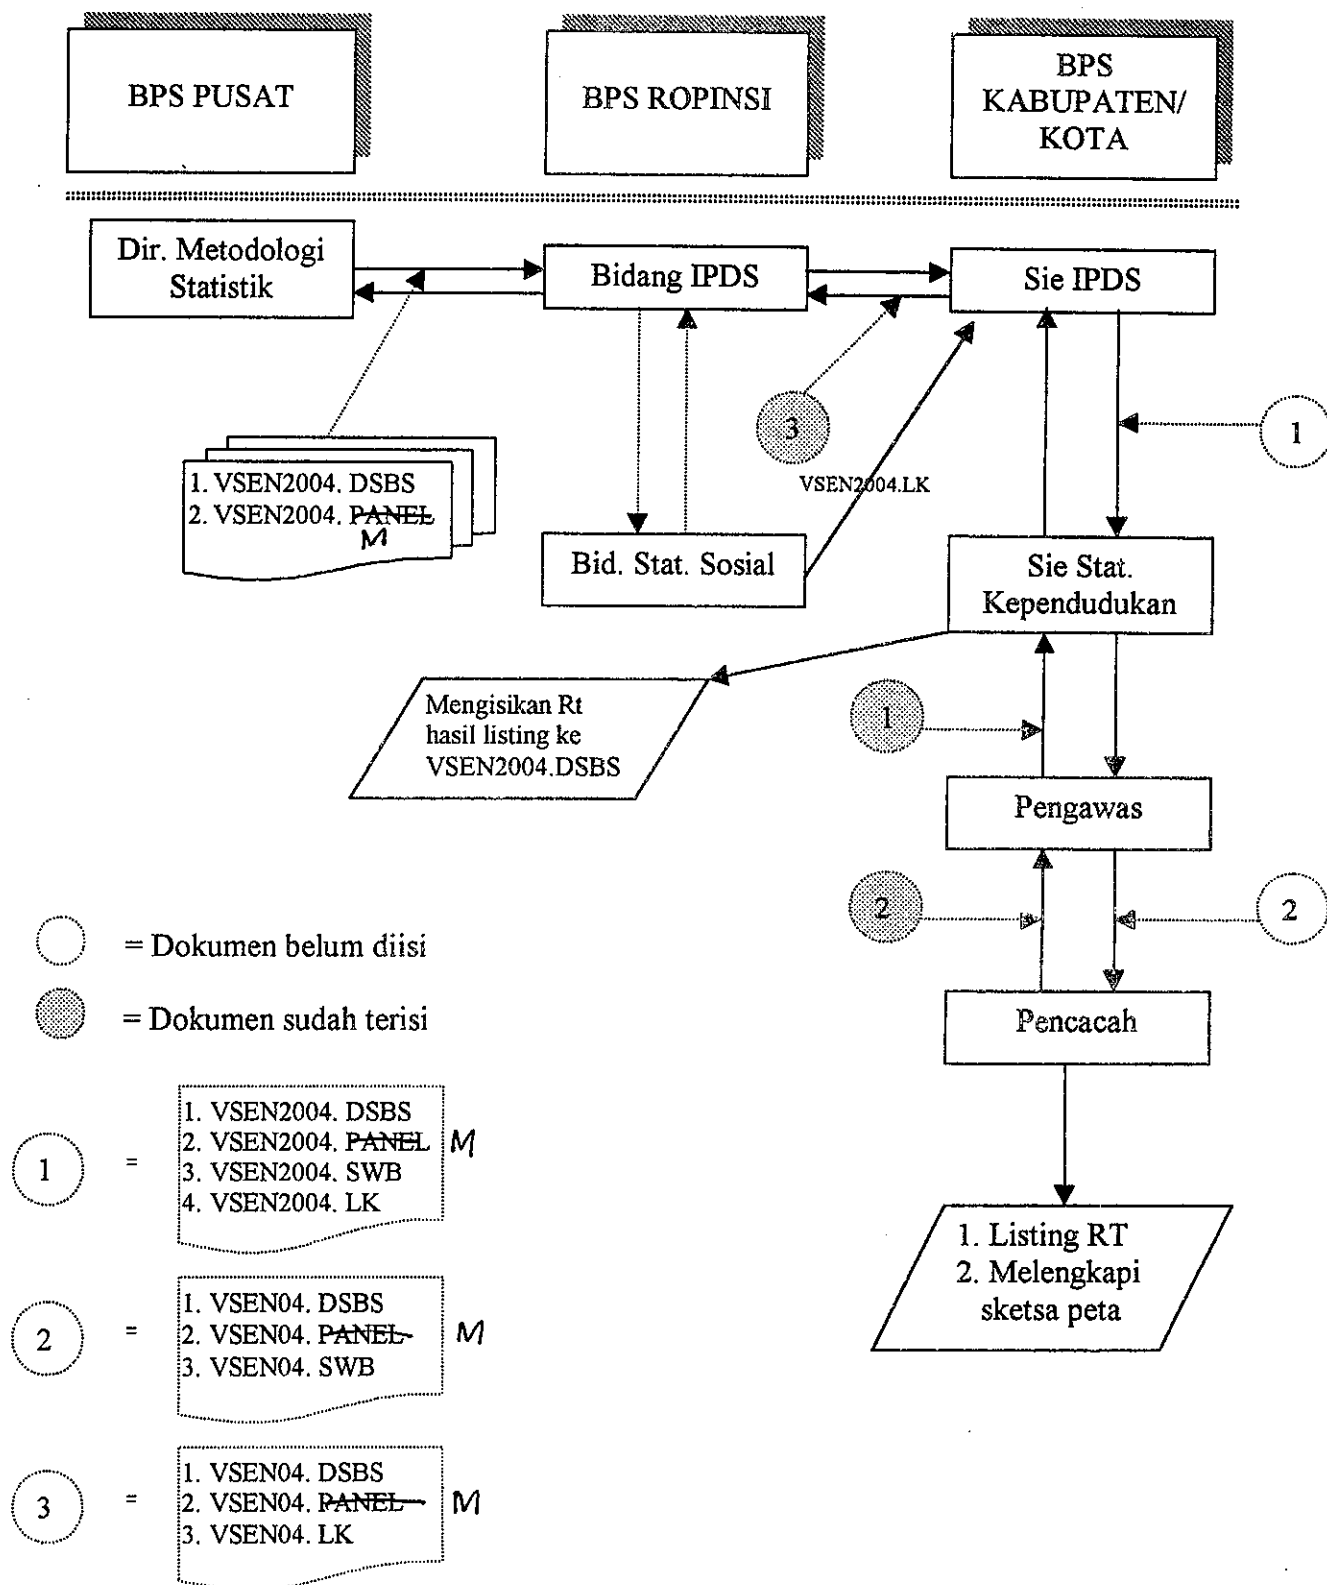 BPS PUSAT
BPS ROPINSI
BPS
KABUPATEN/
KOTA
Dir. Metodologi
Statistik
Bidang IPDS
Sie IPDS
3
1
VSEN2004.LK
1. VSEN2004. DSBS
2. VSEN2004. PANEL
M
Bid. Stat. Sosial
Sie Stat.
Kependudukan
Mengisikan Rt
hasil listing ke
VSEN2004.DSBS
1
Pengawas
2
2
= Dokumen belum diisi
= Dokumen sudah terisi
Pencacah
1
=
1. VSEN2004. DSBS
2. VSEN2004. PANEL M
3. VSEN2004. SWB
4. VSEN2004. LK
1. Listing RT
2. Melengkapi
sketsa peta
2
=
1. VSEN04. DSBS
2. VSEN04. PANEL M
3. VSEN04. SWB
3
=
1. VSEN04. DSBS
2. VSEN04. PANEL M
3. VSEN04. LK